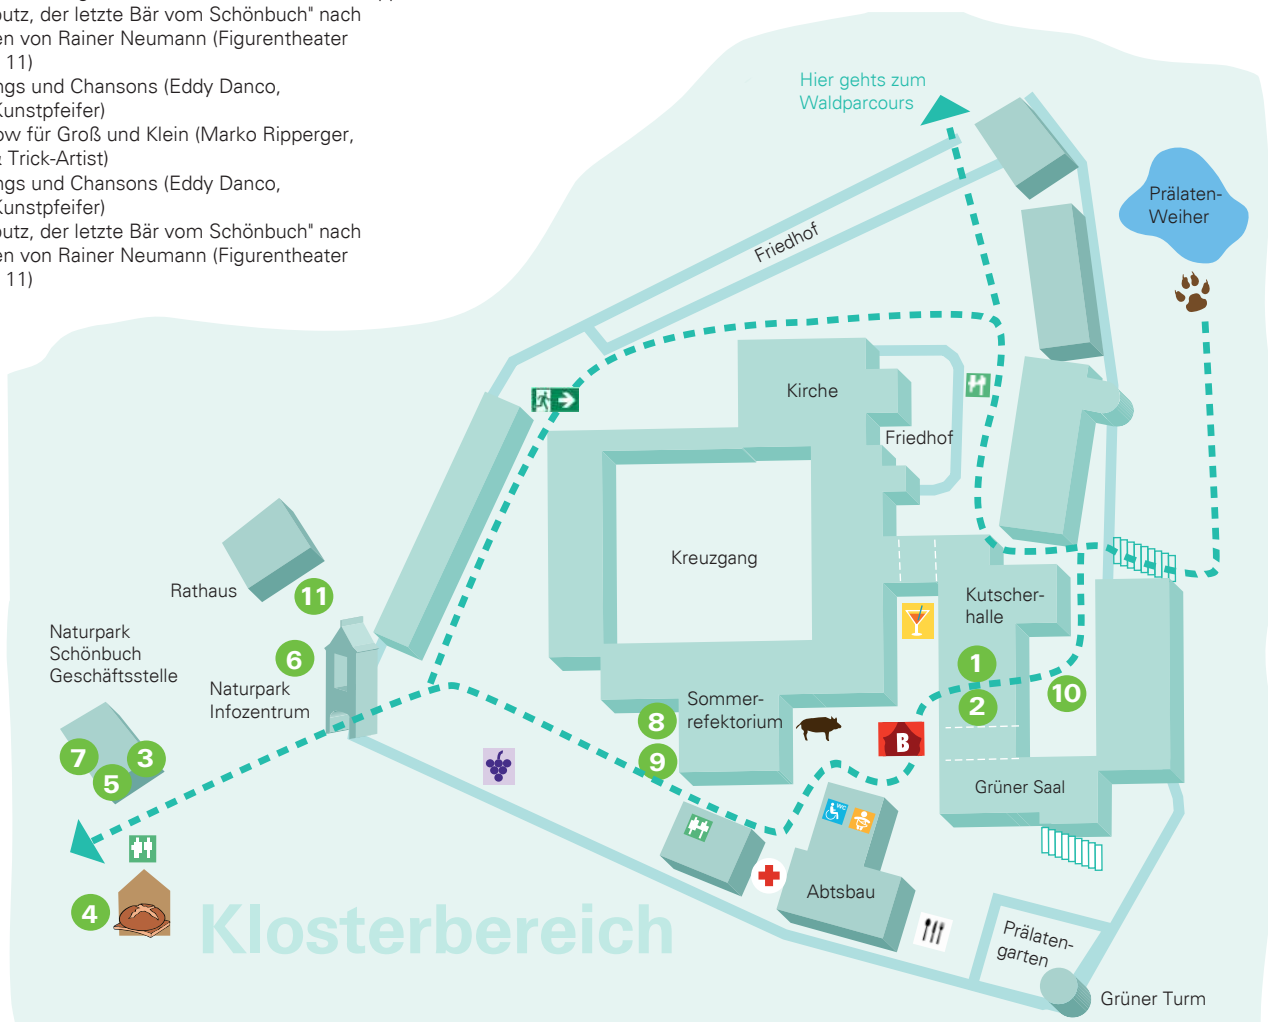 putz, der letzte Bär vom Schönbuch" nach
en von Rainer Neumann (Figurentheater
11)
ngs und Chansons (Eddy Danco,
Kunstpfeifer)
ow für Groß und Klein (Marko Ripperger,
& Trick-Artist)
ngs und Chansons (Eddy Danco,
Kunstpfeifer)
putz, der letzte Bär vom Schönbuch" nach
en von Rainer Neumann (Figurentheater
11)
Hier gehts zum
Waldparcours
Prälaten-
Weiher
Friedhof
Kirche
Friedhof
Kreuzgang
Rathaus
11
Kutscher-
halle
Naturpark
Schönbuch
Geschäftsstelle
6
Naturpark
Infozentrum
1
2
10
Sommer-
refektorium
8
9
B
7
3
5
Grüner Saal
WC
4
Klosterbereich
Abtsbau
Prälaten-
garten
Grüner Turm